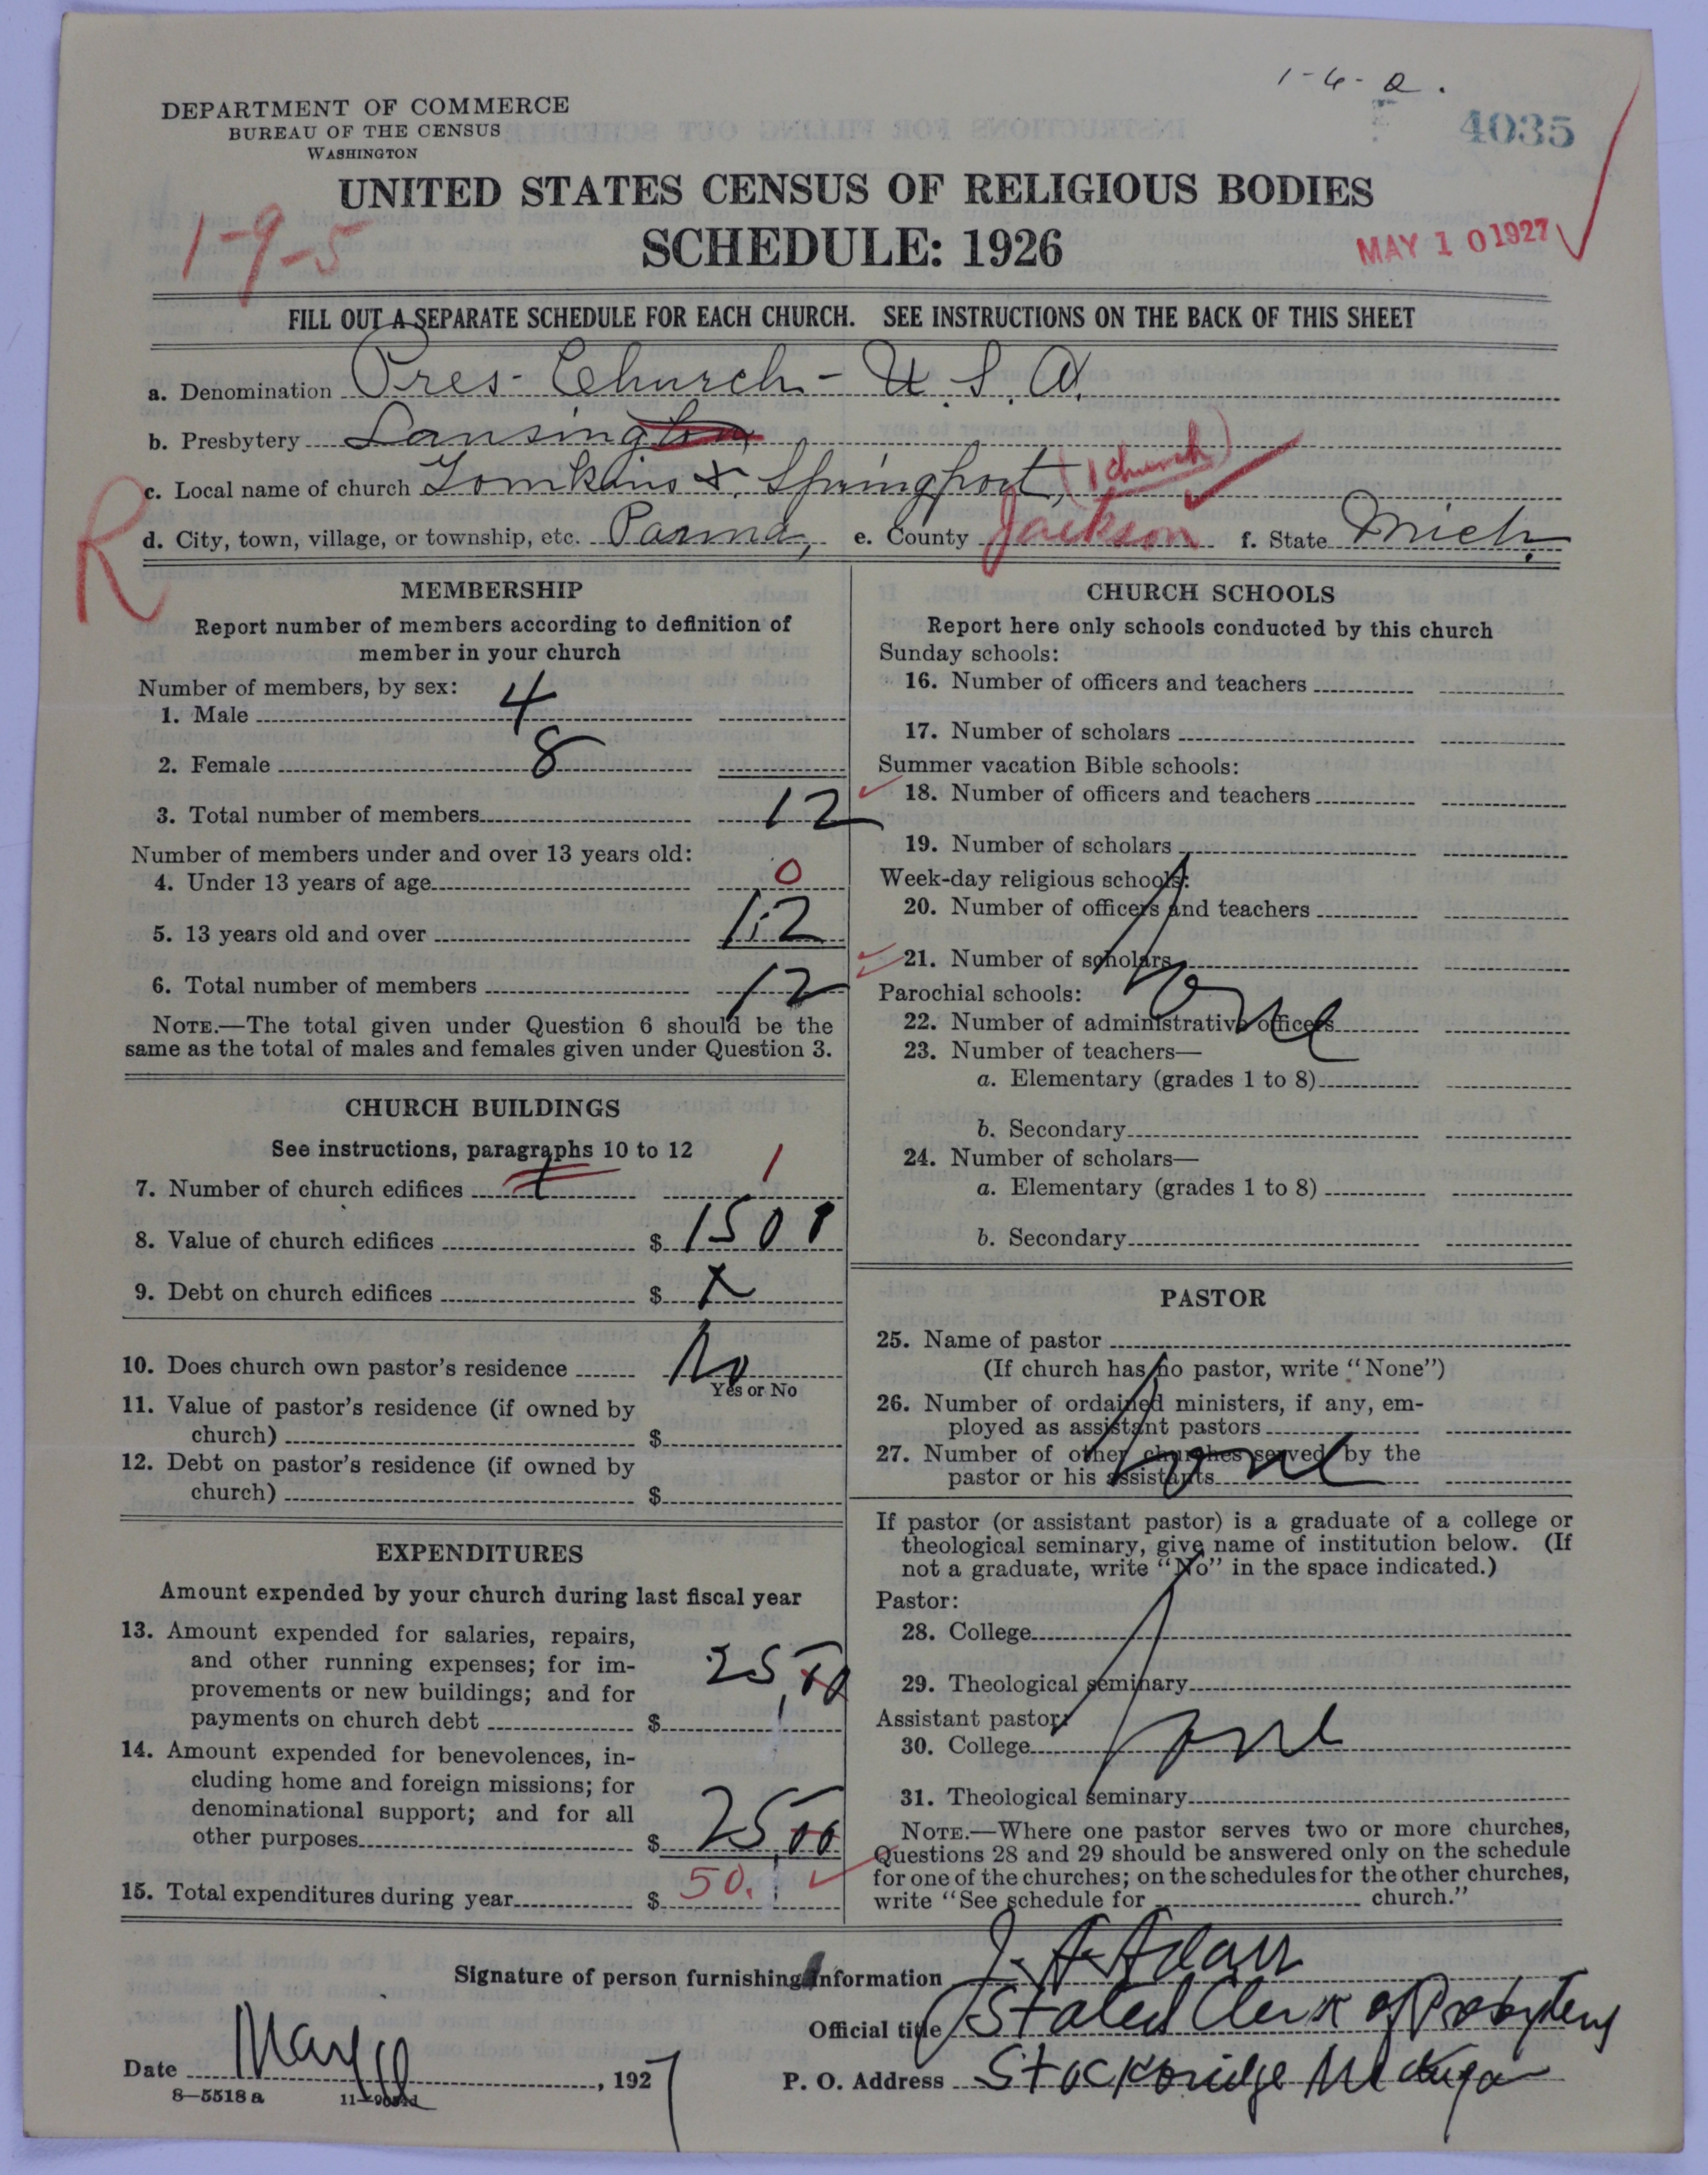 1-6-2.
DEPARTMENT OF COMMERCE
BUREAU OF THE CENSUS
WASHINGTON
4035
UNITED STATES CENSUS OF RELIGIOUS BODIES
SCHEDULE: 1926
1-9-5
MAY 10 1927
FILL OUT A SEPARATE SCHEDULE FOR EACH CHURCH. SEE INSTRUCTIONS ON THE BACK OF THIS SHEET
a. Denomination Pres- Church- U.S.A.
b. Presbytery Lansington
c. Local name of church Tomkins & Springport, (1 church)
R
d. City, town, village, or township, etc. Parma, e. County Jackson f. State Mich.
MEMBERSHIP
Report number of members according to definition of
member in your church
Number of members, by sex:
1. Male 4
2. Female 8
3. Total number of members 12
Number of members under and over 13 years old:
4. Under 13 years of age 0
5. 13 years old and over 12
6. Total number of members 12
NOTE.—The total given under Question 6 should be the
same as the total of males and females given under Question 3.
CHURCH BUILDINGS
See instructions, paragraphs 10 to 12
7. Number of church edifices 1 1
8. Value of church edifices $ 1500
9. Debt on church edifices $ x
10. Does church own pastor's residence No
Yes or No
11. Value of pastor's residence (if owned by
church) $
12. Debt on pastor's residence (if owned by
church) $
EXPENDITURES
Amount expended by your church during last fiscal year
13. Amount expended for salaries, repairs,
and other running expenses; for im-
provements or new buildings; and for
payments on church debt $ 25,00
14. Amount expended for benevolences, in-
cluding home and foreign missions; for
denominational support; and for all
other purposes $ 25,00
15. Total expenditures during year $ 50.
CHURCH SCHOOLS
Report here only schools conducted by this church
Sunday schools:
16. Number of officers and teachers
17. Number of scholars
Summer vacation Bible schools:
18. Number of officers and teachers
19. Number of scholars
Week-day religious schools:
20. Number of officers and teachers
21. Number of scholars
None
Parochial schools:
22. Number of administrative officers
23. Number of teachers—
a. Elementary (grades 1 to 8)
b. Secondary
24. Number of scholars—
a. Elementary (grades 1 to 8)
b. Secondary
PASTOR
25. Name of pastor
(If church has no pastor, write "None")
26. Number of ordained ministers, if any, em-
ployed as assistant pastors
27. Number of other churches served by the
pastor or his assistants
None
If pastor (or assistant pastor) is a graduate of a college or
theological seminary, give name of institution below. (If
not a graduate, write "No" in the space indicated.)
Pastor:
28. College
29. Theological seminary
Assistant pastor:
30. College
None
31. Theological seminary
NOTE.—Where one pastor serves two or more churches,
Questions 28 and 29 should be answered only on the schedule
for one of the churches; on the schedules for the other churches,
write "See schedule for church."
Signature of person furnishing information J. A. Adair
Official title Stated Clerk of Presbytery
Date May 10, 1927
P. O. Address Stockbridge Michigan
8—5518 a